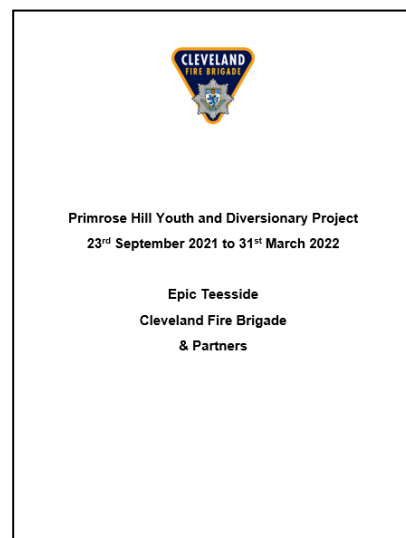 CLEVELAND
FIRE BRIGADE
Primrose Hill Youth and Diversionary Project
23rd September 2021 to 31st March 2022
Epic Teesside
Cleveland Fire Brigade
& Partners